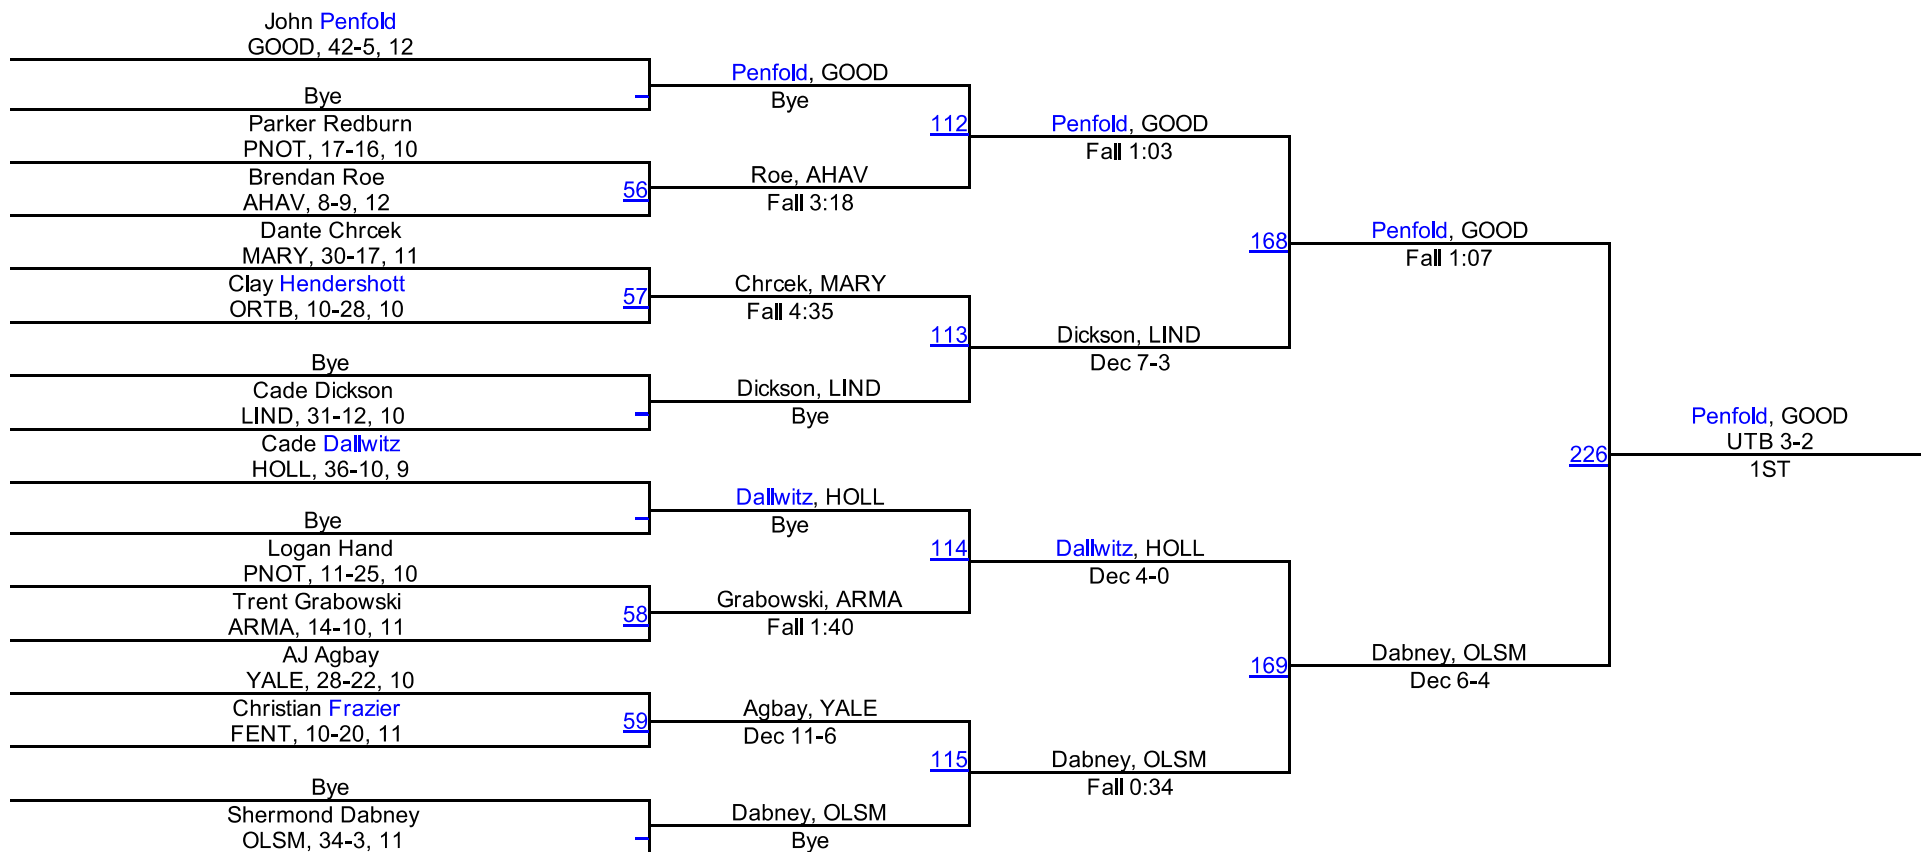 John Penfold
GOOD, 42-5, 12
Bye
Parker Redburn
PNOT, 17-16, 10
Brendan Roe
AHAV, 8-9, 12
56
Dante Chrcek
MARY, 30-17, 11
Clay Hendershott
ORTB, 10-28, 10
57
Bye
Cade Dickson
LIND, 31-12, 10
Cade Dallwitz
HOLL, 36-10, 9
Bye
Logan Hand
PNOT, 11-25, 10
Trent Grabowski
ARMA, 14-10, 11
58
AJ Agbay
YALE, 28-22, 10
Christian Frazier
FENT, 10-20, 11
59
Bye
Shermond Dabney
OLSM, 34-3, 11
Penfold, GOOD
Bye
112
Roe, AHAV
Fall 3:18
Chrcek, MARY
Fall 4:35
113
Dickson, LIND
Bye
Dallwitz, HOLL
Bye
114
Grabowski, ARMA
Fall 1:40
Agbay, YALE
Dec 11-6
115
Dabney, OLSM
Bye
Penfold, GOOD
Fall 1:03
168
Dickson, LIND
Dec 7-3
Dallwitz, HOLL
Dec 4-0
169
Dabney, OLSM
Fall 0:34
Penfold, GOOD
Fall 1:07
226
Dabney, OLSM
Dec 6-4
Penfold, GOOD
UTB 3-2
1ST